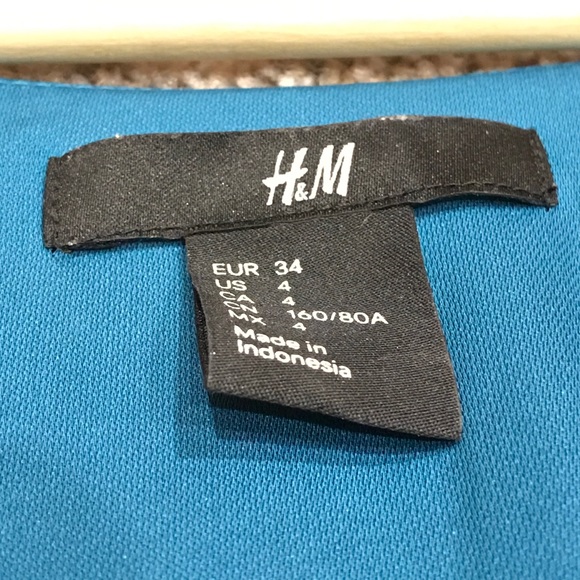 H&M
EUR 34
US 4
CA 4
CN 160/80A
MX 4
Made in
Indonesia